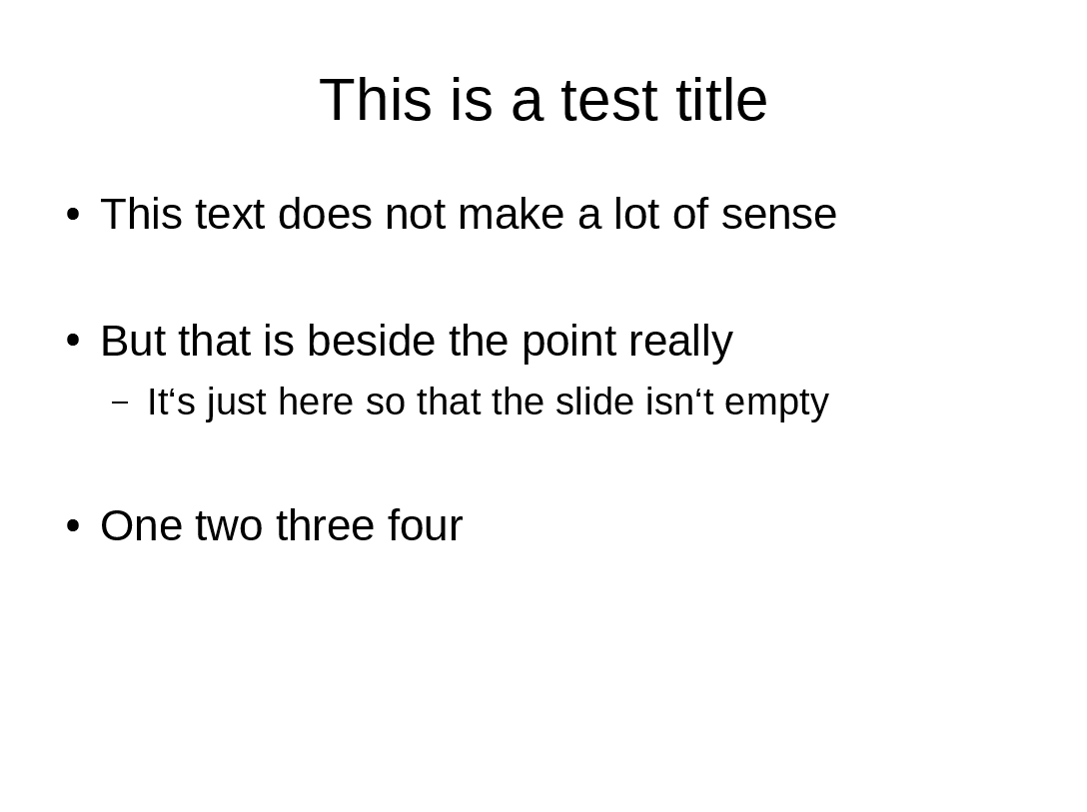 This is a test title
• This text does not make a lot of sense
• But that is beside the point really
– It‘s just here so that the slide isn‘t empty
• One two three four